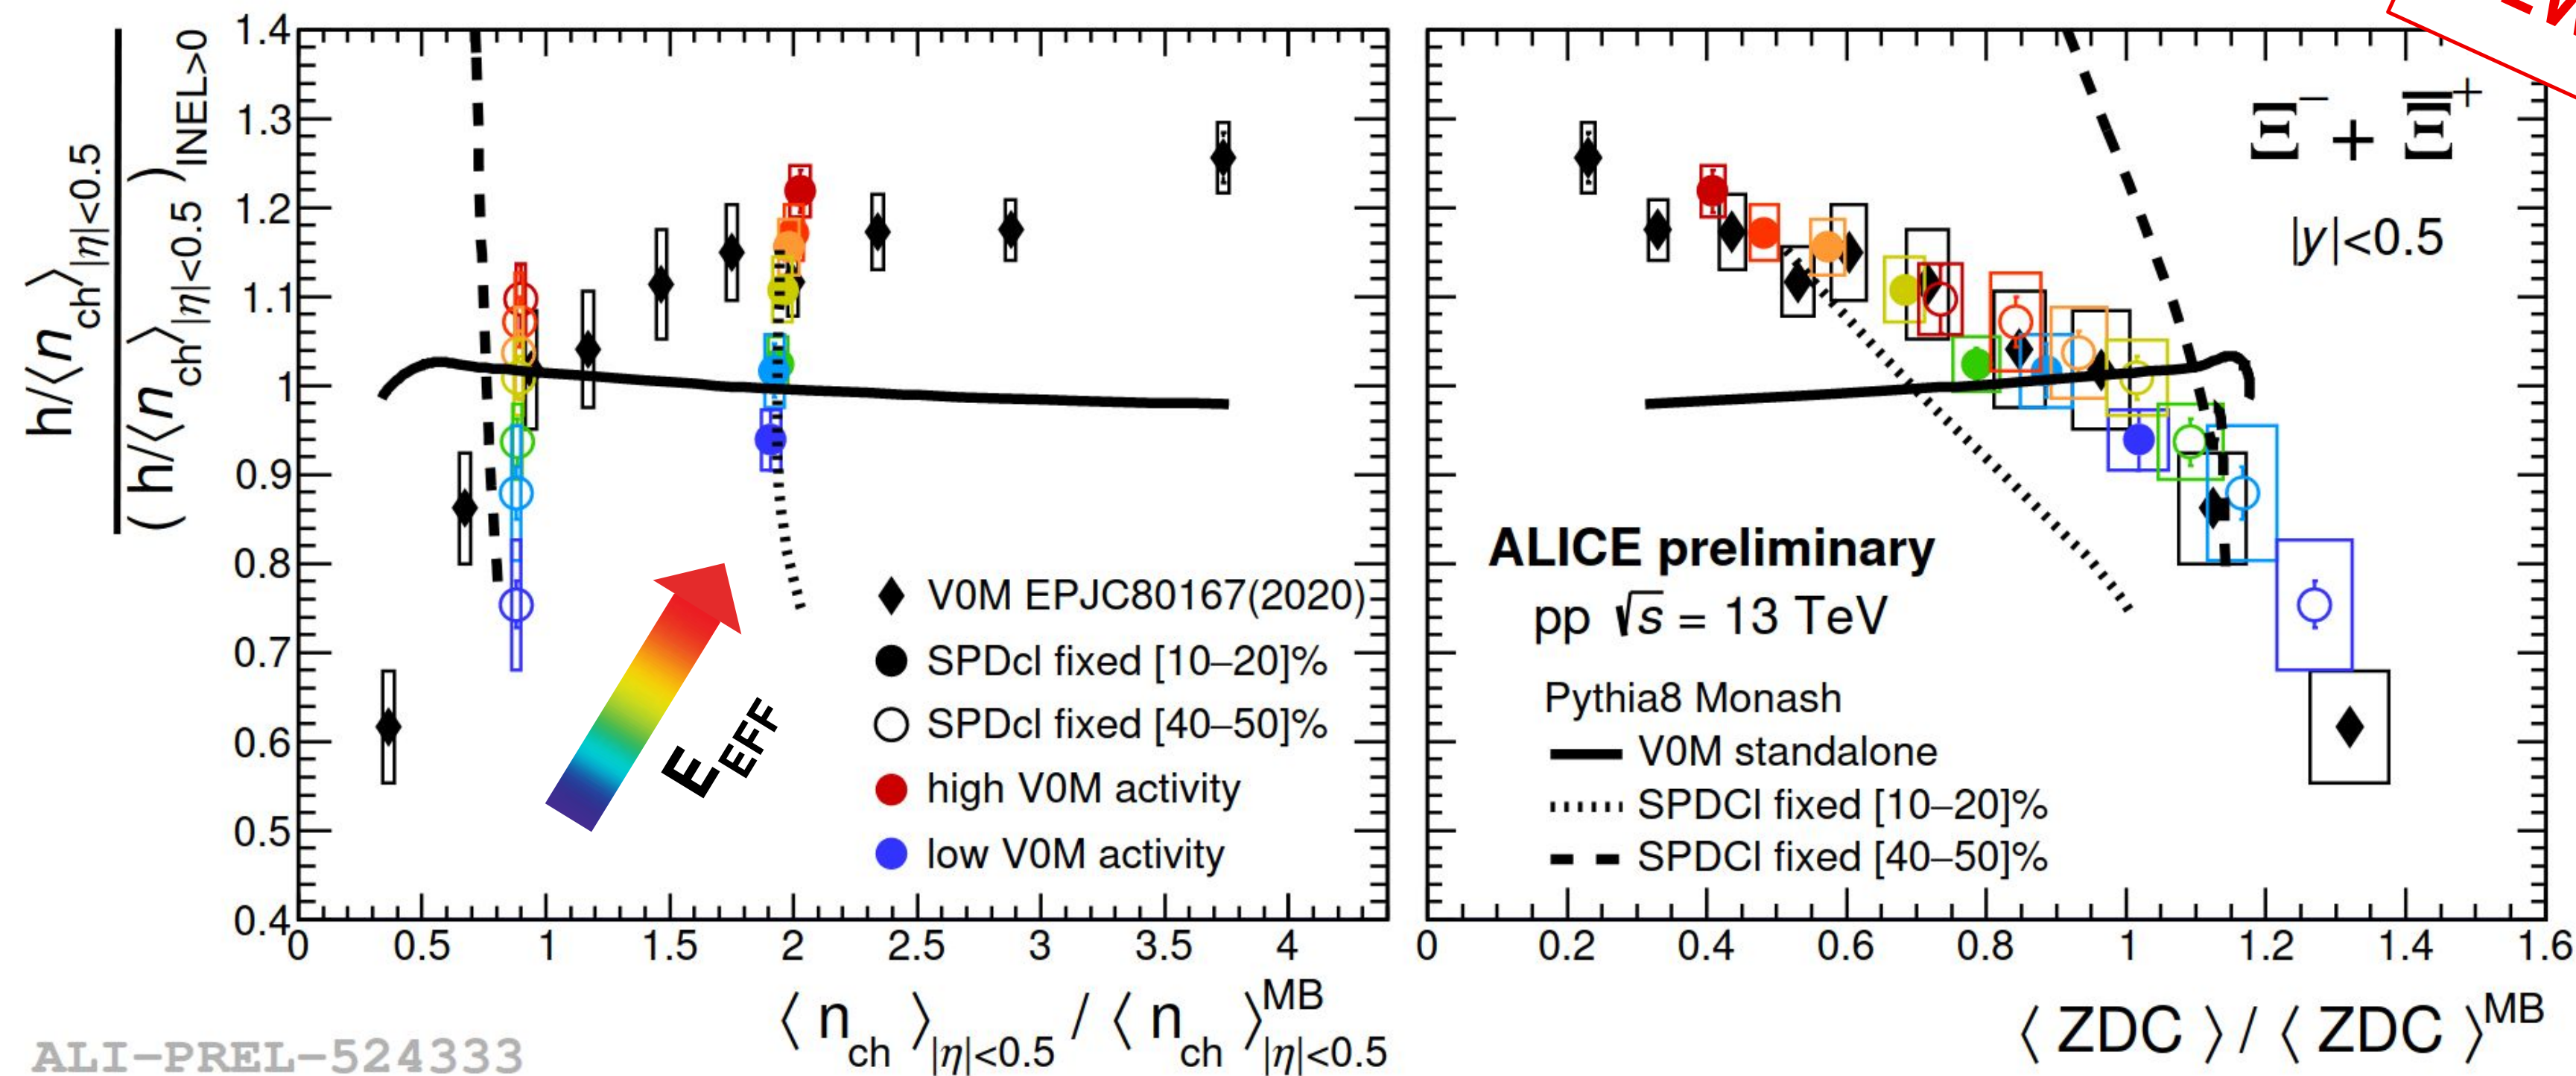 h/⟨n_ch⟩_|η|<0.5
( h/⟨n_ch⟩_|η|<0.5 )_INEL>0
1.4
1.3
1.2
1.1
1
0.9
0.8
0.7
0.6
0.5
0.4
0 0.5 1 1.5 2 2.5 3 3.5 4
⟨ n_ch ⟩_|η|<0.5 / ⟨ n_ch ⟩^MB_|η|<0.5
E_EFF
V0M EPJC80167(2020)
SPDcl fixed [10–20]%
SPDcl fixed [40–50]%
high V0M activity
low V0M activity
Ξ⁻ + Ξ̅⁺
|y|<0.5
ALICE preliminary
pp √s = 13 TeV
Pythia8 Monash
V0M standalone
SPDCl fixed [10–20]%
SPDCl fixed [40–50]%
0 0.2 0.4 0.6 0.8 1 1.2 1.4 1.6
⟨ ZDC ⟩ / ⟨ ZDC ⟩^MB
ALI-PREL-524333